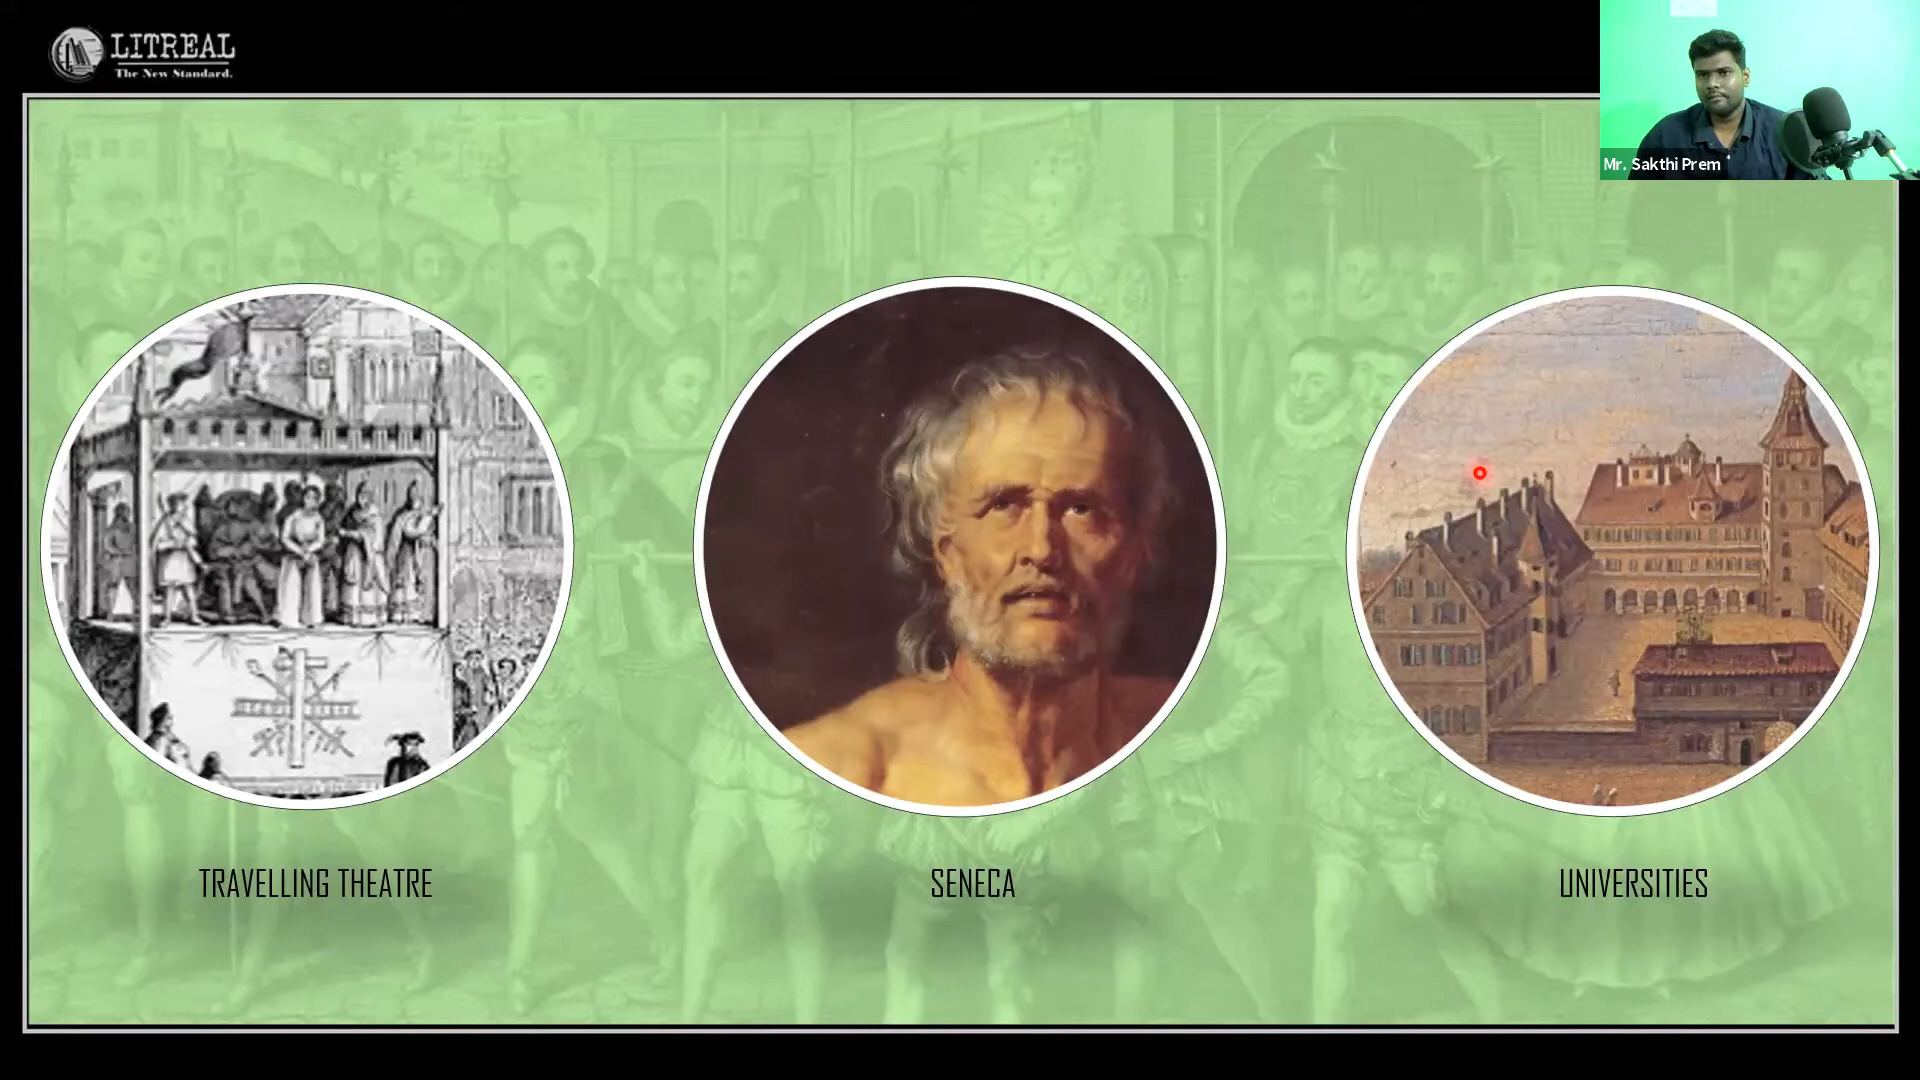 LITREAL
The New Standard.
Mr. Sakthi Prem
TRAVELLING THEATRE
SENECA
UNIVERSITIES